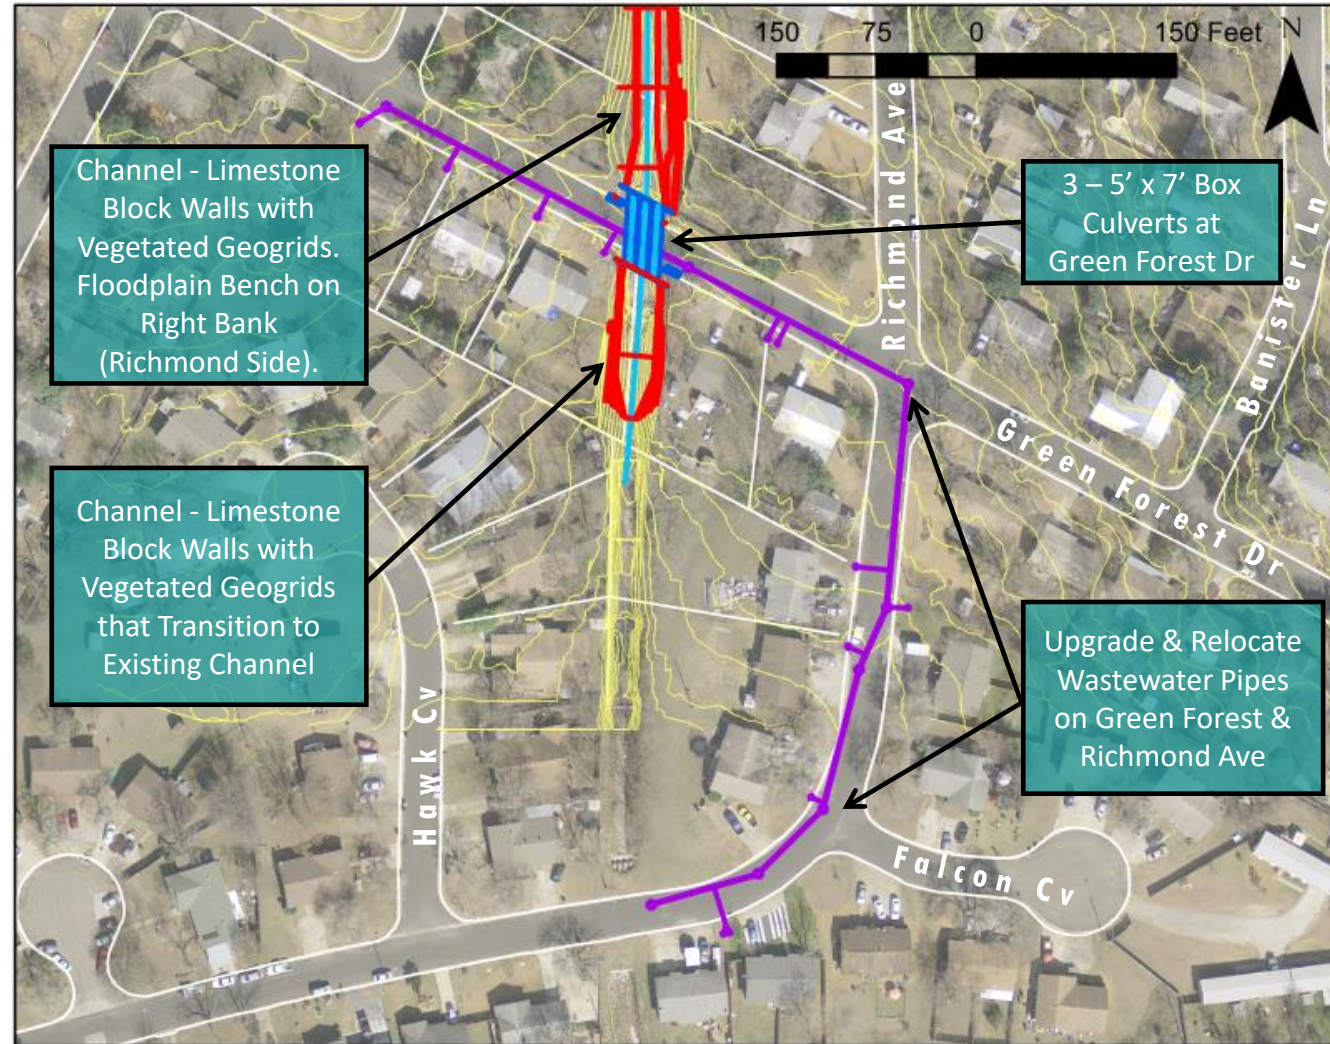 150 75 0 150 Feet N
Channel - Limestone
Block Walls with
Vegetated Geogrids.
Floodplain Bench on
Right Bank
(Richmond Side).
3 – 5’ x 7’ Box
Culverts at
Green Forest Dr
Richmond Ave
Banister Ln
Green Forest Dr
Channel - Limestone
Block Walls with
Vegetated Geogrids
that Transition to
Existing Channel
Upgrade & Relocate
Wastewater Pipes
on Green Forest &
Richmond Ave
Hawk Cv
Falcon Cv